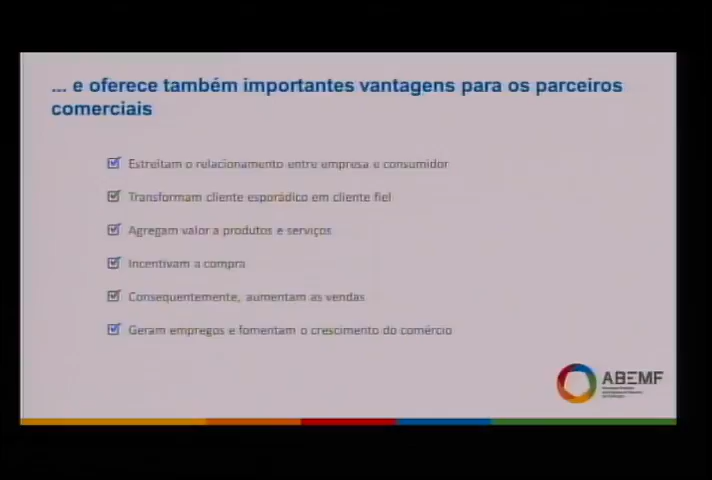 ... e oferece também importantes vantagens para os parceiros
comerciais
Estreitam o relacionamento entre empresa e consumidor
Transformam cliente esporádico em cliente fiel
Agregam valor a produtos e serviços
Incentivam a compra
Consequentemente, aumentam as vendas
Geram empregos e fomentam o crescimento do comércio
ABEMF